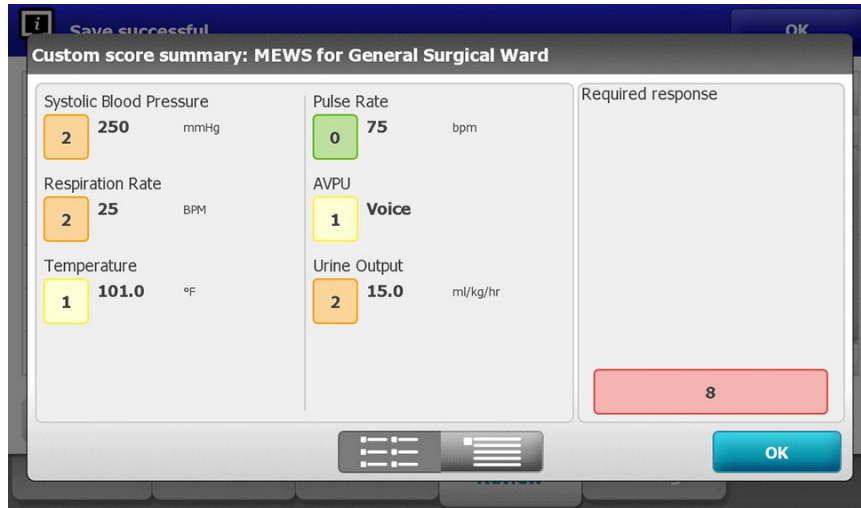 i
Save successful
OK
Custom score summary: MEWS for General Surgical Ward
Systolic Blood Pressure
2 250 mmHg
Respiration Rate
2 25 BPM
Temperature
1 101.0 °F
Pulse Rate
0 75 bpm
AVPU
1 Voice
Urine Output
2 15.0 ml/kg/hr
Required response
8
OK